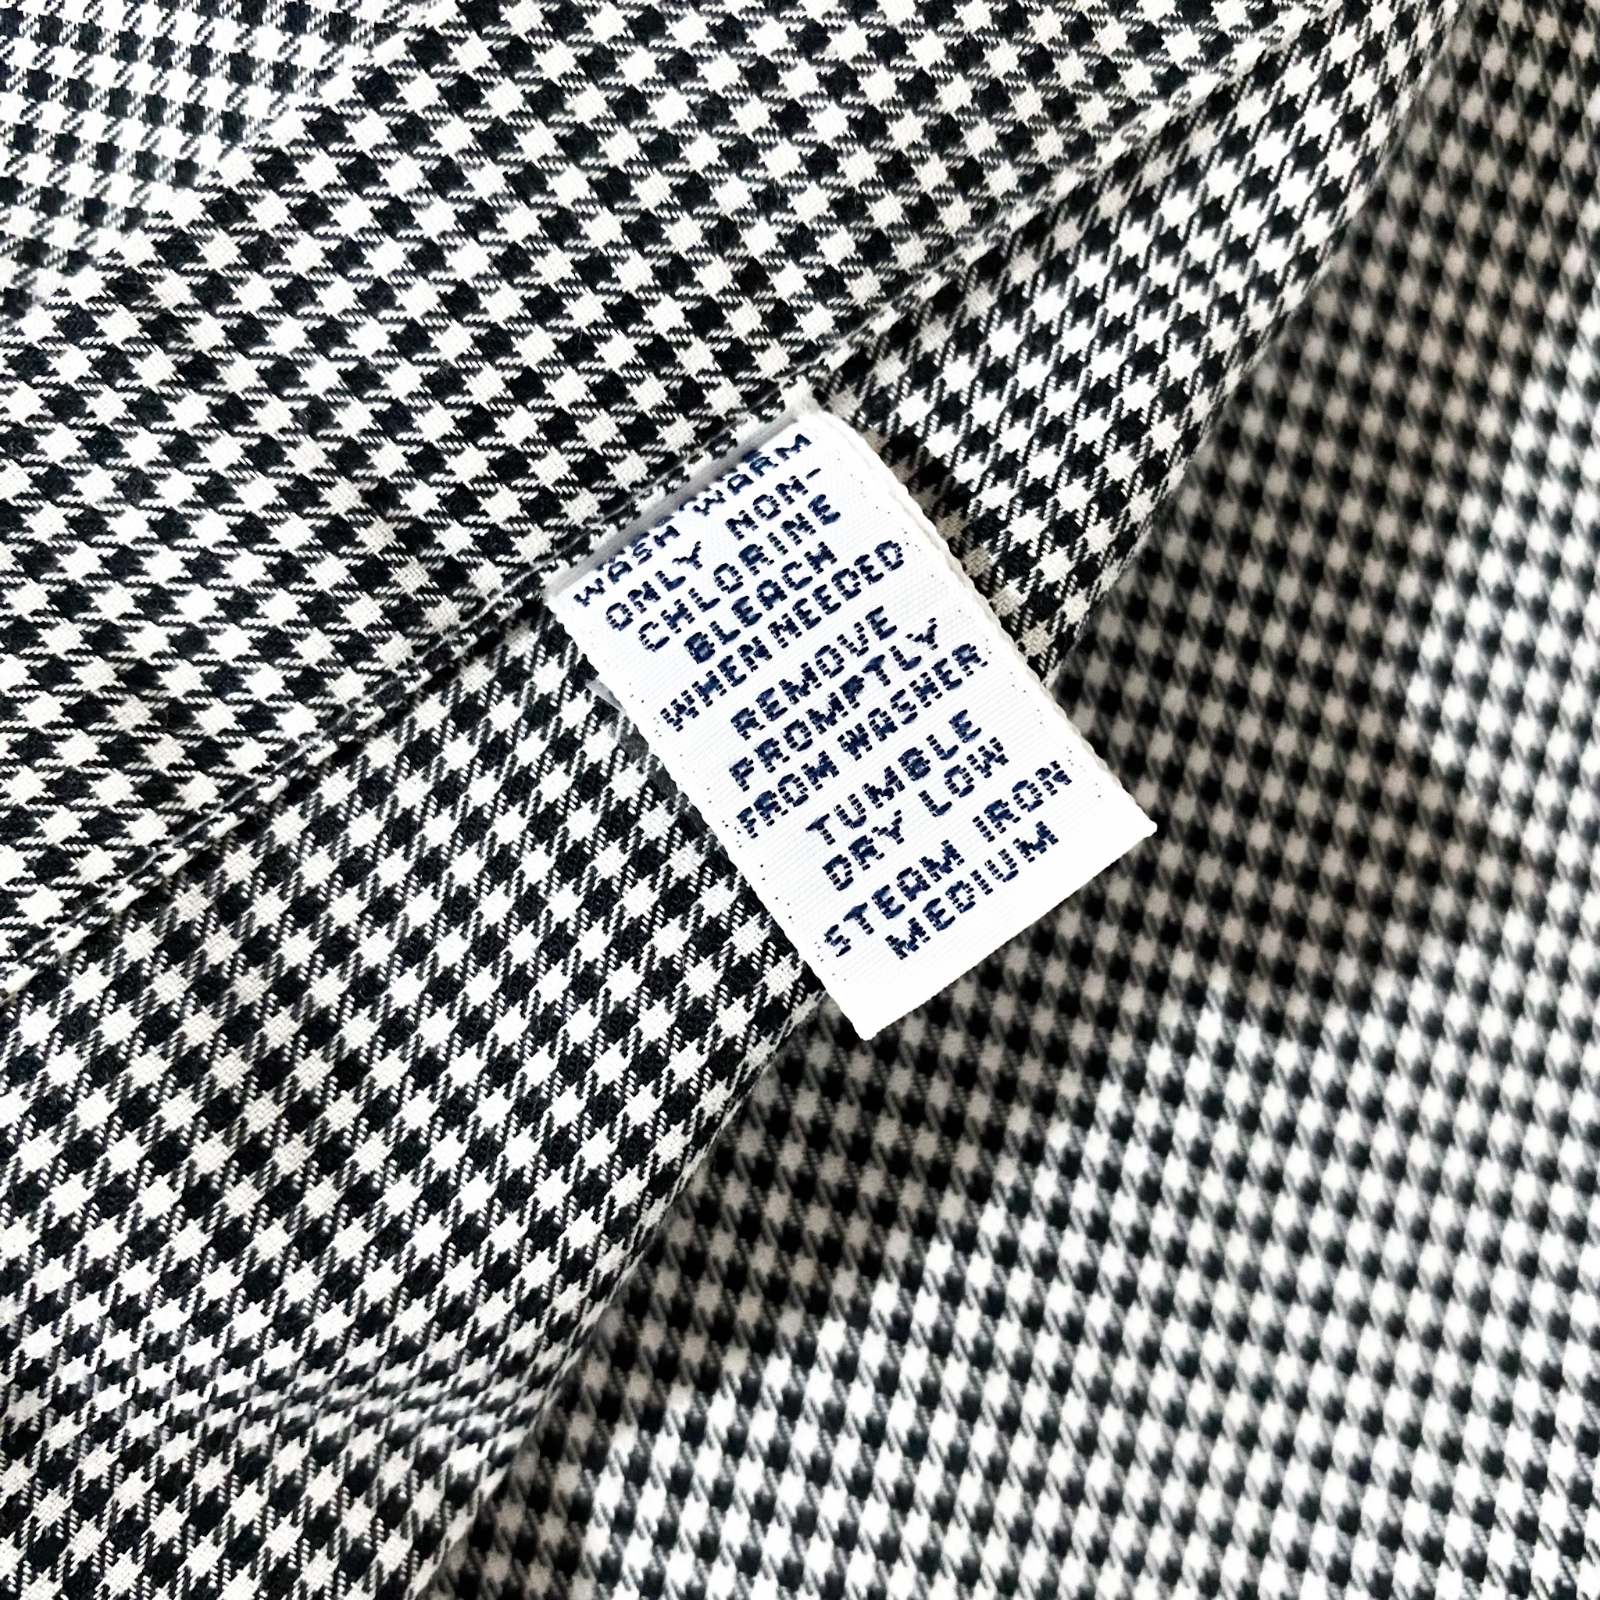 WASH WARM
ONLY NON-
CHLORINE
BLEACH
WHEN NEEDED
REMOVE
PROMPTLY
FROM WASHER
TUMBLE
DRY LOW
STEAM IRON
MEDIUM